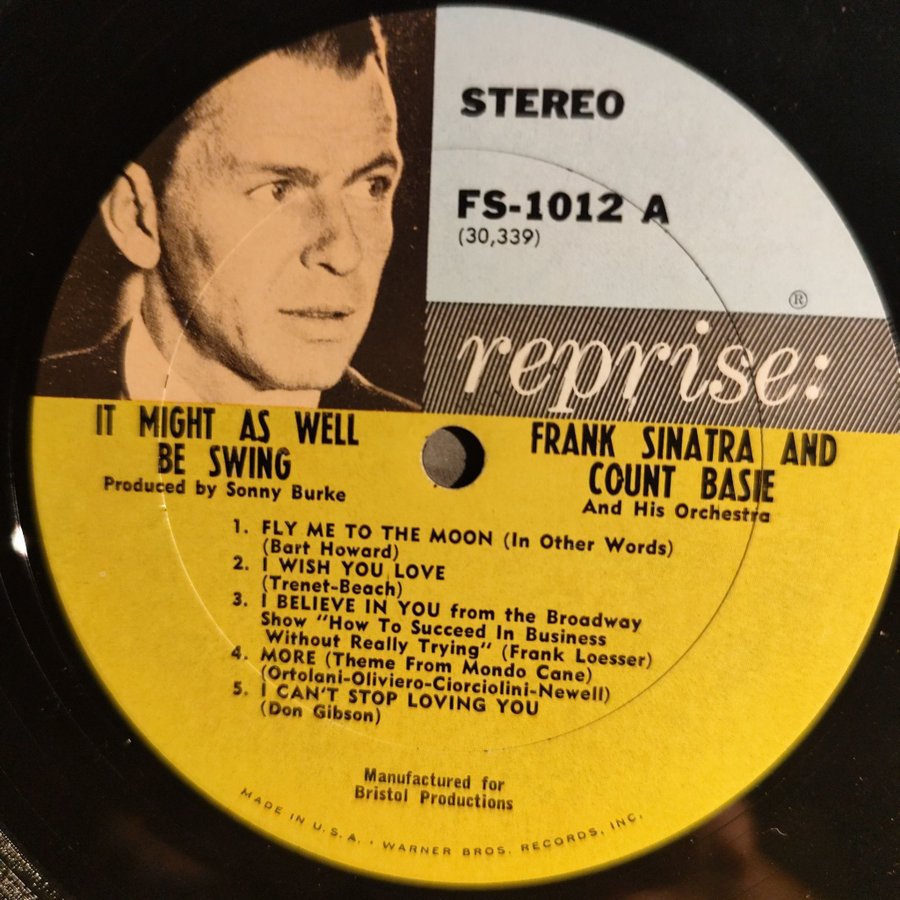 STEREO
FS-1012 A
(30,339)
®
reprise:
IT MIGHT AS WELL
BE SWING
Produced by Sonny Burke
FRANK SINATRA AND
COUNT BASIE
And His Orchestra
1. FLY ME TO THE MOON (In Other Words)
(Bart Howard)
2. I WISH YOU LOVE
(Trenet-Beach)
3. I BELIEVE IN YOU from the Broadway
Show "How To Succeed In Business
Without Really Trying" (Frank Loesser)
4. MORE (Theme From Mondo Cane)
(Ortolani-Oliviero-Ciorciolini-Newell)
5. I CAN'T STOP LOVING YOU
(Don Gibson)
Manufactured for
Bristol Productions
MADE IN U.S.A. • WARNER BROS. RECORDS, INC.